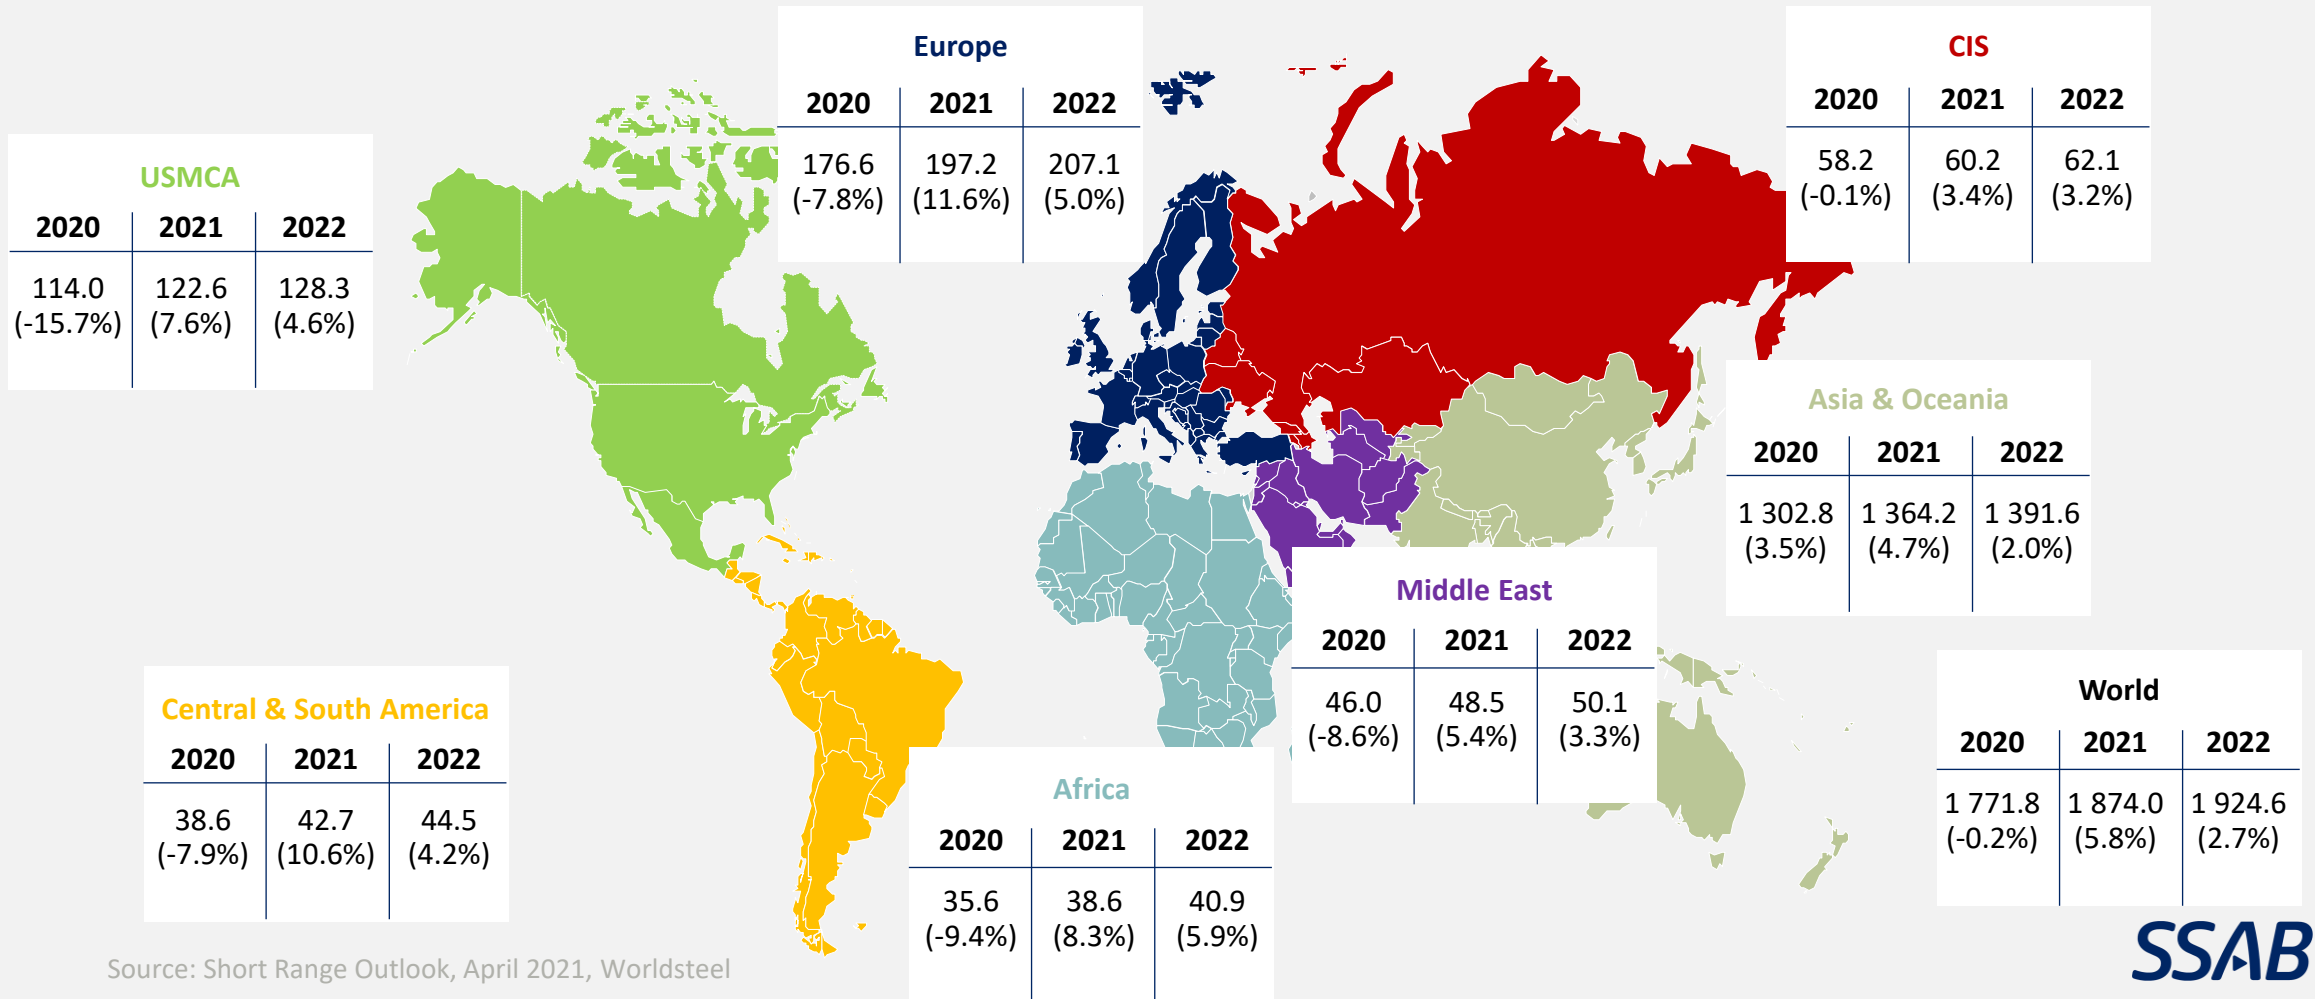 Europe
2020 2021 2022
176.6 197.2 207.1
(-7.8%) (11.6%) (5.0%)
CIS
2020 2021 2022
58.2 60.2 62.1
(-0.1%) (3.4%) (3.2%)
USMCA
2020 2021 2022
114.0 122.6 128.3
(-15.7%) (7.6%) (4.6%)
Asia & Oceania
2020 2021 2022
1 302.8 1 364.2 1 391.6
(3.5%) (4.7%) (2.0%)
Middle East
2020 2021 2022
46.0 48.5 50.1
(-8.6%) (5.4%) (3.3%)
World
2020 2021 2022
1 771.8 1 874.0 1 924.6
(-0.2%) (5.8%) (2.7%)
Central & South America
2020 2021 2022
38.6 42.7 44.5
(-7.9%) (10.6%) (4.2%)
Africa
2020 2021 2022
35.6 38.6 40.9
(-9.4%) (8.3%) (5.9%)
Source: Short Range Outlook, April 2021, Worldsteel
SSAB